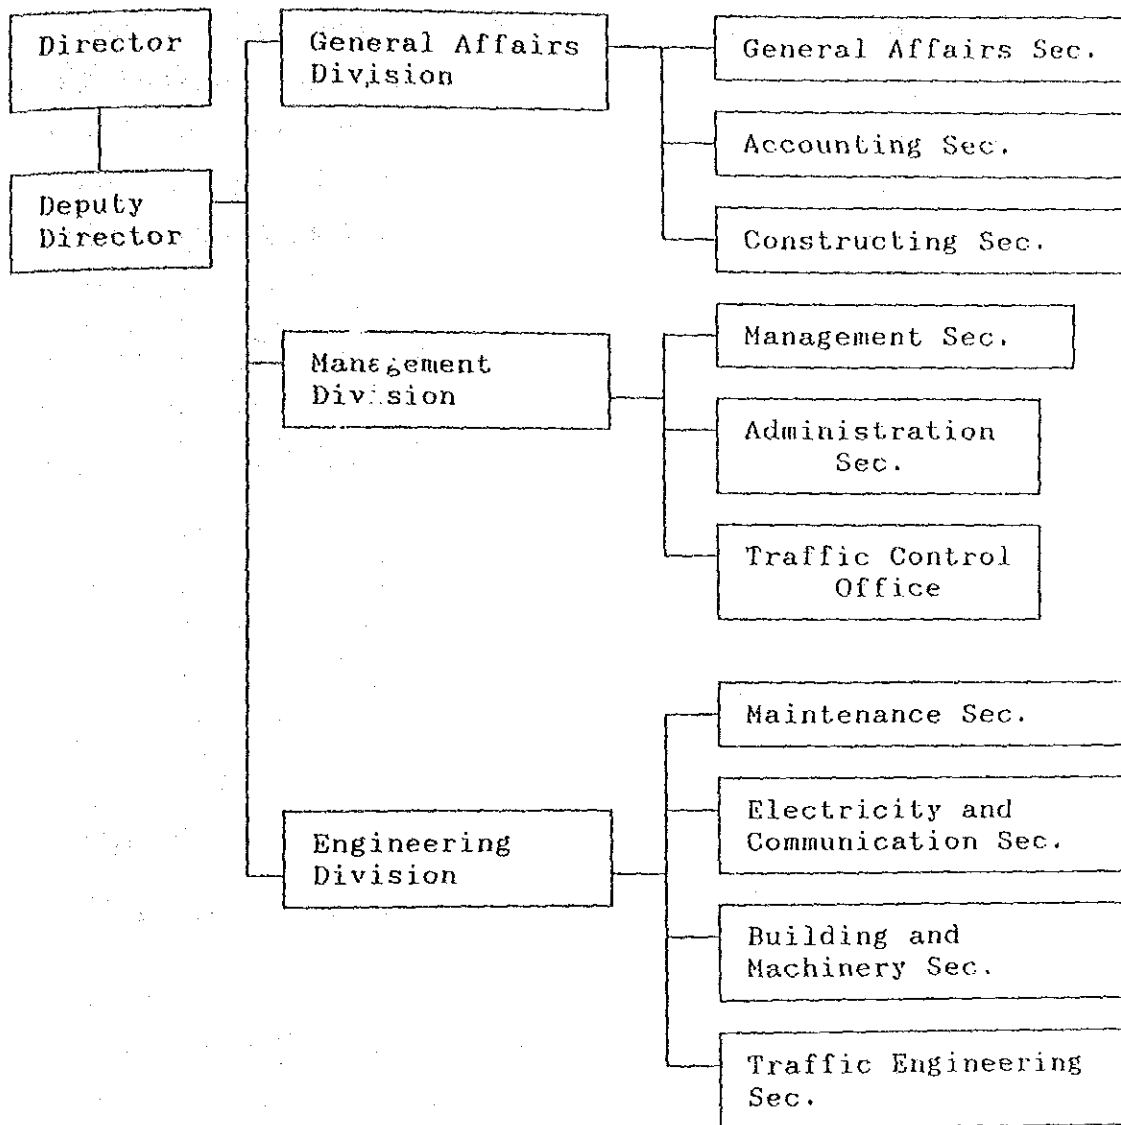 Director
Deputy
Director
General Affairs
Division
General Affairs Sec.
Accounting Sec.
Constructing Sec.
Management
Division
Management Sec.
Administration
Sec.
Traffic Control
Office
Engineering
Division
Maintenance Sec.
Electricity and
Communication Sec.
Building and
Machinery Sec.
Traffic Engineering
Sec.